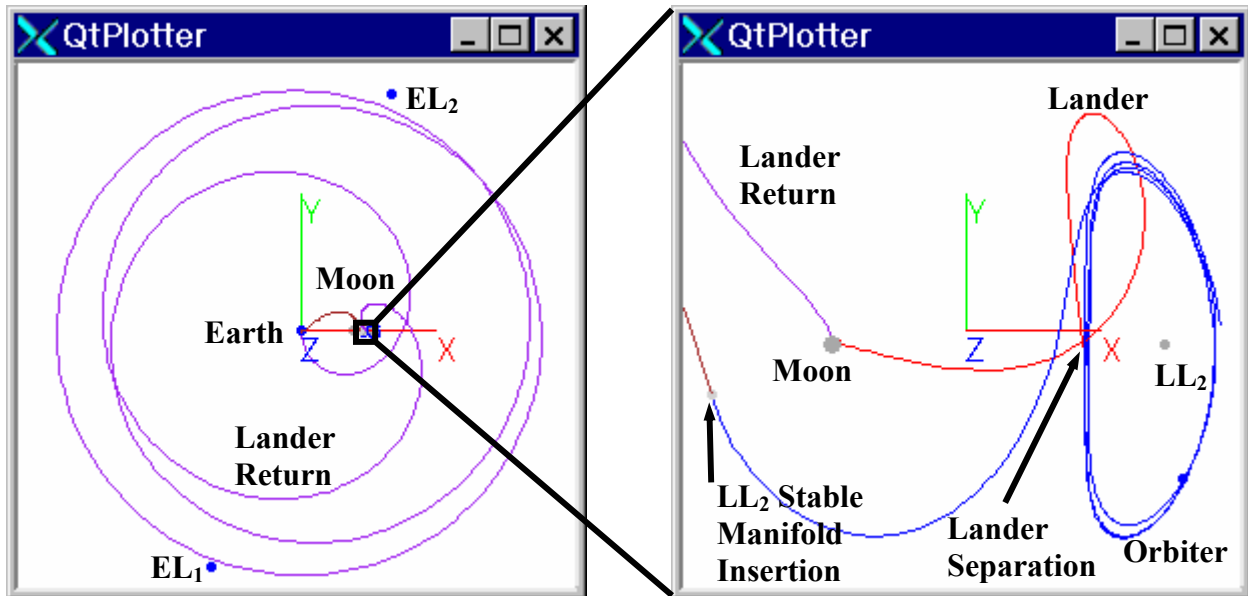 QtPlotter
EL₂
Y
Moon
Earth
Z
X
Lander
Return
EL₁
QtPlotter
Lander
Lander
Return
Y
Z
X
Moon
LL₂
LL₂ Stable
Manifold
Insertion
Lander
Separation
Orbiter